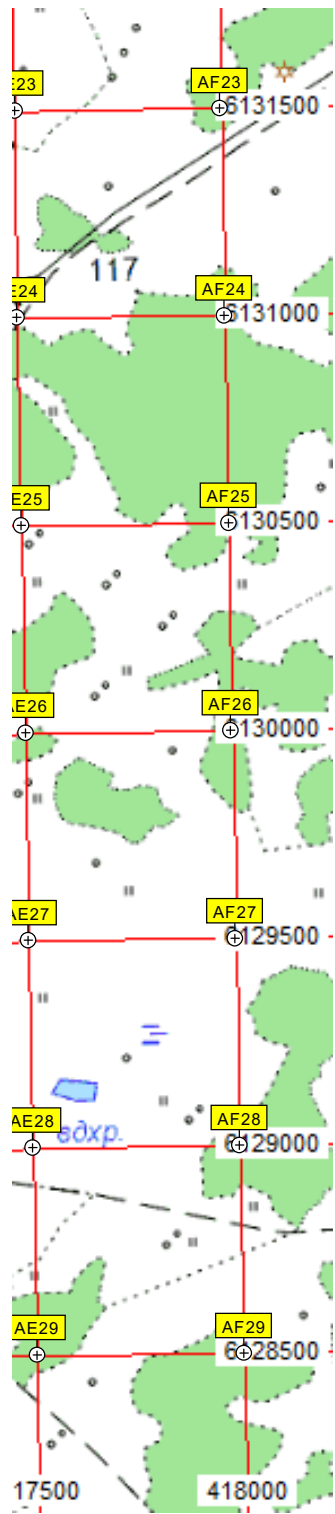 AF23
E23
6131500
117
AF24
E24
6131000
AF25
E25
6130500
AF26
AE26
6130000
AF27
AE27
6129500
вдхр.
AF28
AE28
6129000
AF29
AE29
6128500
17500 418000